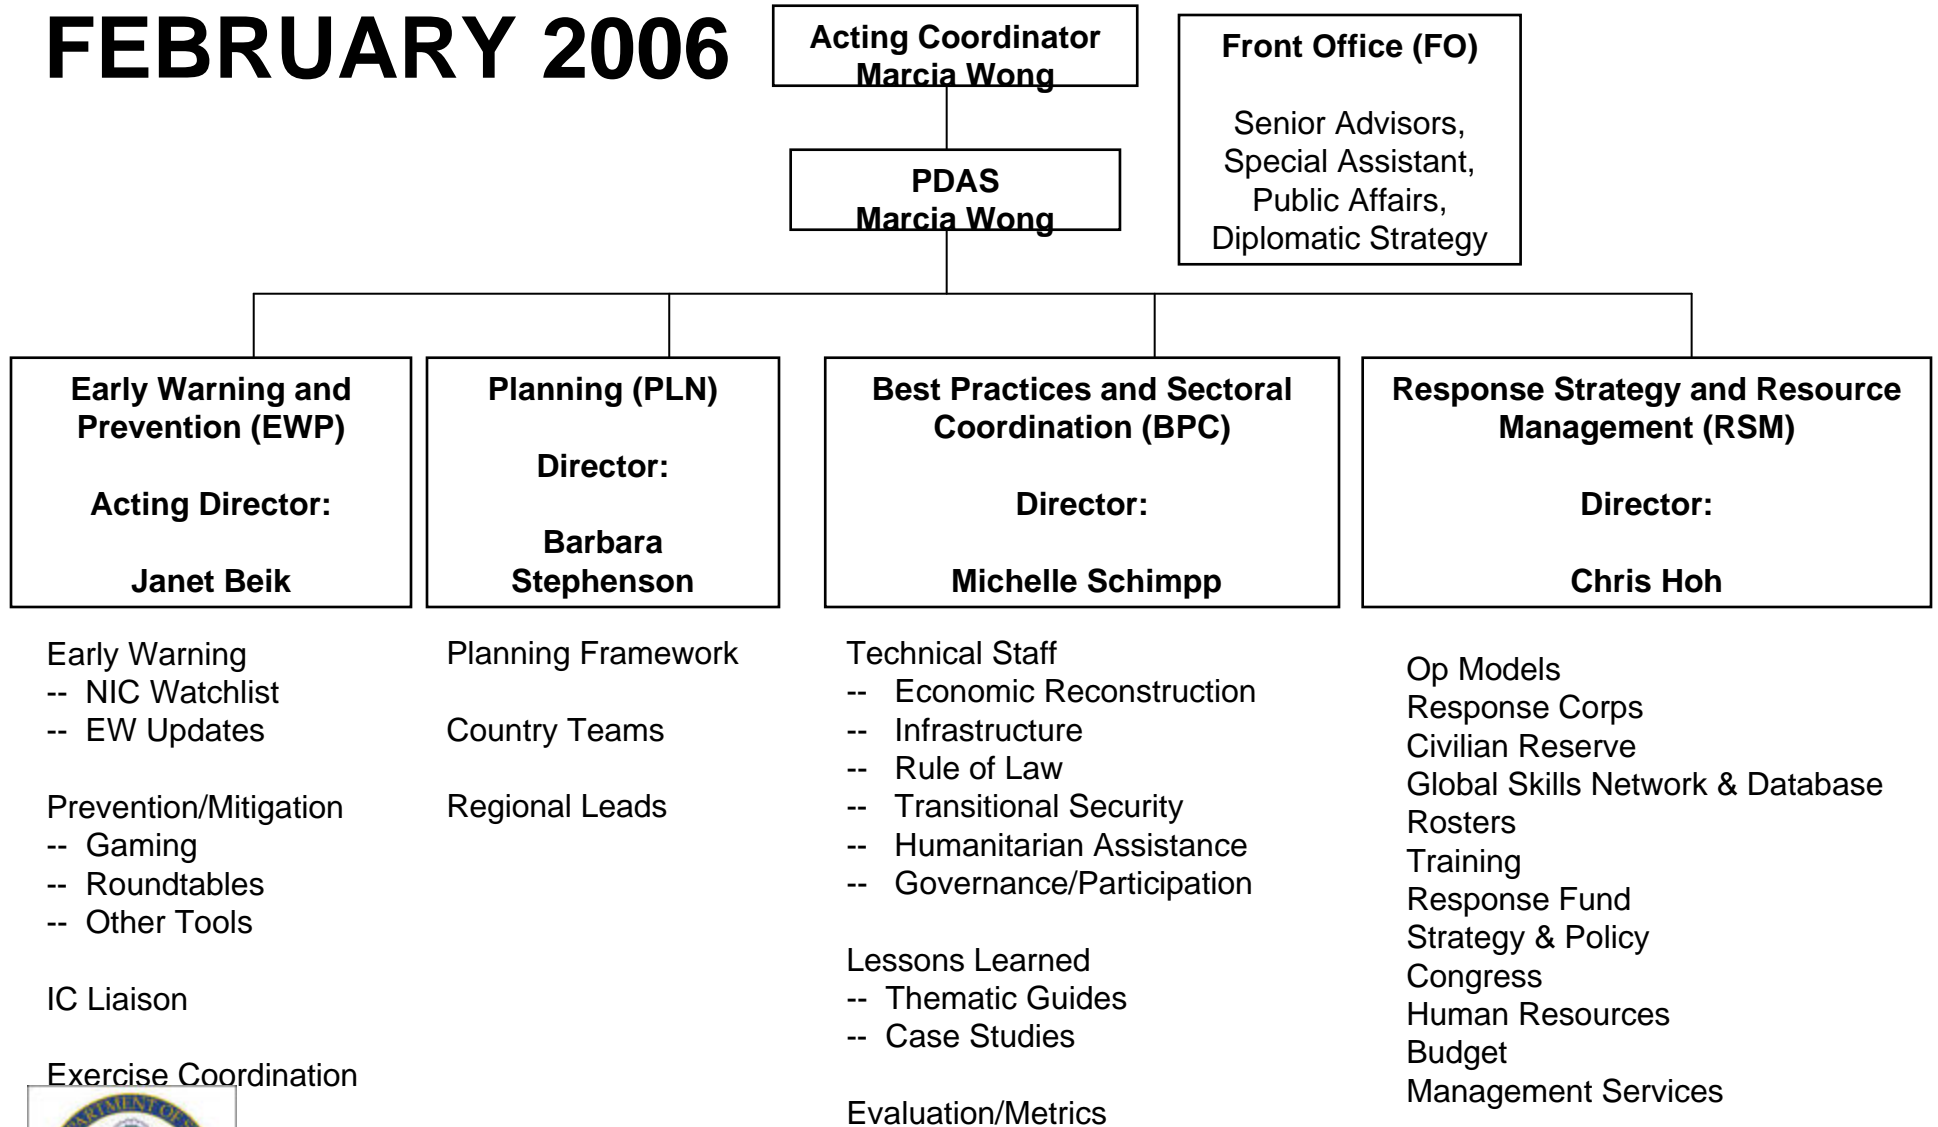 FEBRUARY 2006
Acting Coordinator
Marcia Wong
Front Office (FO)
Senior Advisors,
Special Assistant,
Public Affairs,
Diplomatic Strategy
PDAS
Marcia Wong
Early Warning and
Prevention (EWP)
Acting Director:
Janet Beik
Planning (PLN)
Director:
Barbara
Stephenson
Best Practices and Sectoral
Coordination (BPC)
Director:
Michelle Schimpp
Response Strategy and Resource
Management (RSM)
Director:
Chris Hoh
Early Warning
-- NIC Watchlist
-- EW Updates
Prevention/Mitigation
-- Gaming
-- Roundtables
-- Other Tools
IC Liaison
Exercise Coordination
Planning Framework
Country Teams
Regional Leads
Technical Staff
-- Economic Reconstruction
-- Infrastructure
-- Rule of Law
-- Transitional Security
-- Humanitarian Assistance
-- Governance/Participation
Lessons Learned
-- Thematic Guides
-- Case Studies
Evaluation/Metrics
Op Models
Response Corps
Civilian Reserve
Global Skills Network & Database
Rosters
Training
Response Fund
Strategy & Policy
Congress
Human Resources
Budget
Management Services